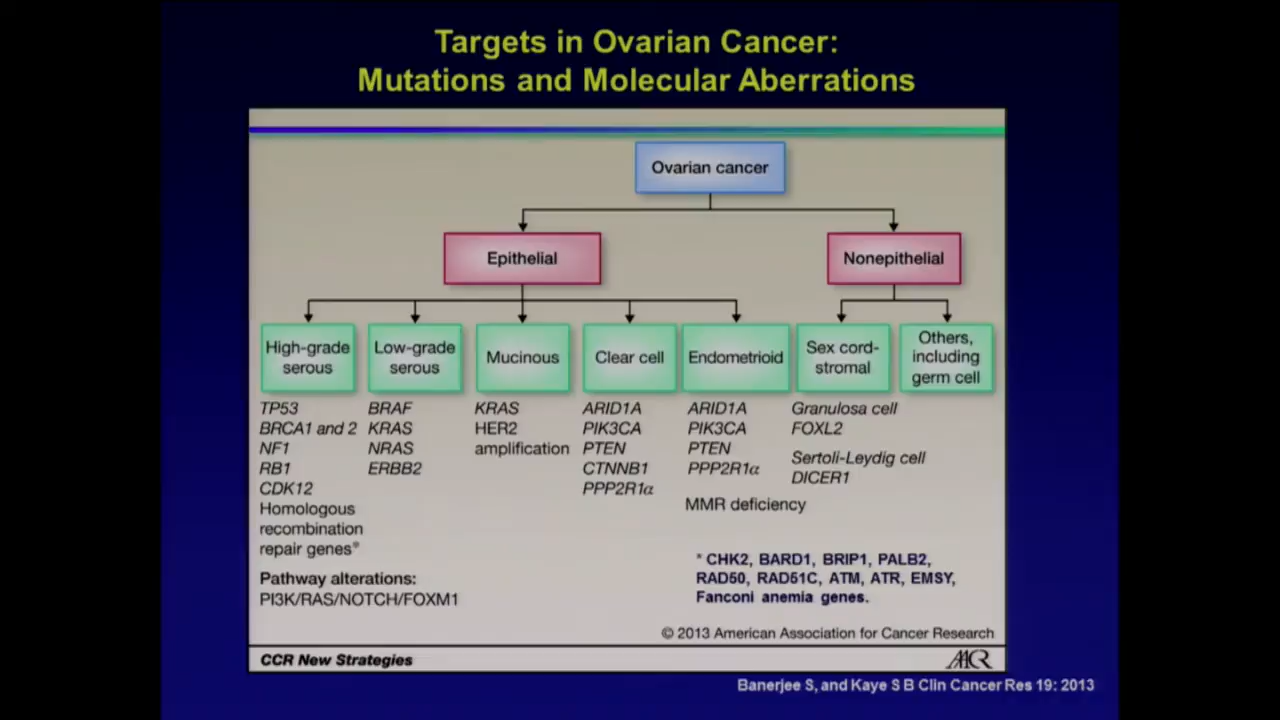 Targets in Ovarian Cancer:
Mutations and Molecular Aberrations
Ovarian cancer
Epithelial
Nonepithelial
High-grade
serous
Low-grade
serous
Mucinous
Clear cell
Endometrioid
Sex cord-
stromal
Others,
including
germ cell
TP53
BRCA1 and 2
NF1
RB1
CDK12
Homologous
recombination
repair genes*
Pathway alterations:
PI3K/RAS/NOTCH/FOXM1
BRAF
KRAS
NRAS
ERBB2
KRAS
HER2
amplification
ARID1A
PIK3CA
PTEN
CTNNB1
PPP2R1α
ARID1A
PIK3CA
PTEN
PPP2R1α
MMR deficiency
Granulosa cell
FOXL2
Sertoli-Leydig cell
DICER1
* CHK2, BARD1, BRIP1, PALB2,
RAD50, RAD51C, ATM, ATR, EMSY,
Fanconi anemia genes.
© 2013 American Association for Cancer Research
CCR New Strategies
AACR
Banerjee S, and Kaye S B Clin Cancer Res 19: 2013